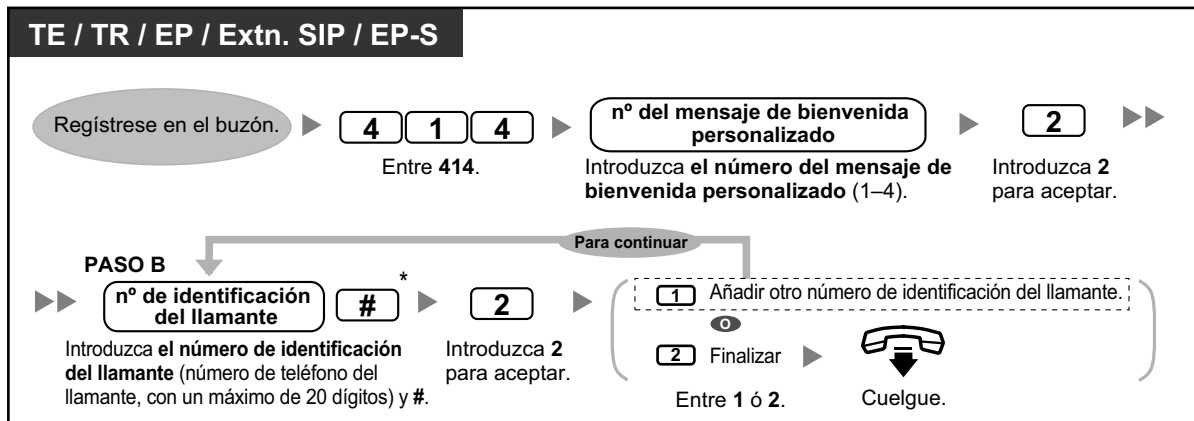 TE / TR / EP / Extn. SIP / EP-S
Regístrese en el buzón.
4 1 4
Entre 414.
nº del mensaje de bienvenida
personalizado
Introduzca el número del mensaje de
bienvenida personalizado (1–4).
2
Introduzca 2
para aceptar.
Para continuar
PASO B
nº de identificación
del llamante
# *
Introduzca el número de identificación
del llamante (número de teléfono del
llamante, con un máximo de 20 dígitos) y #.
2
Introduzca 2
para aceptar.
1 Añadir otro número de identificación del llamante.
O
2 Finalizar
Entre 1 ó 2.
Cuelgue.